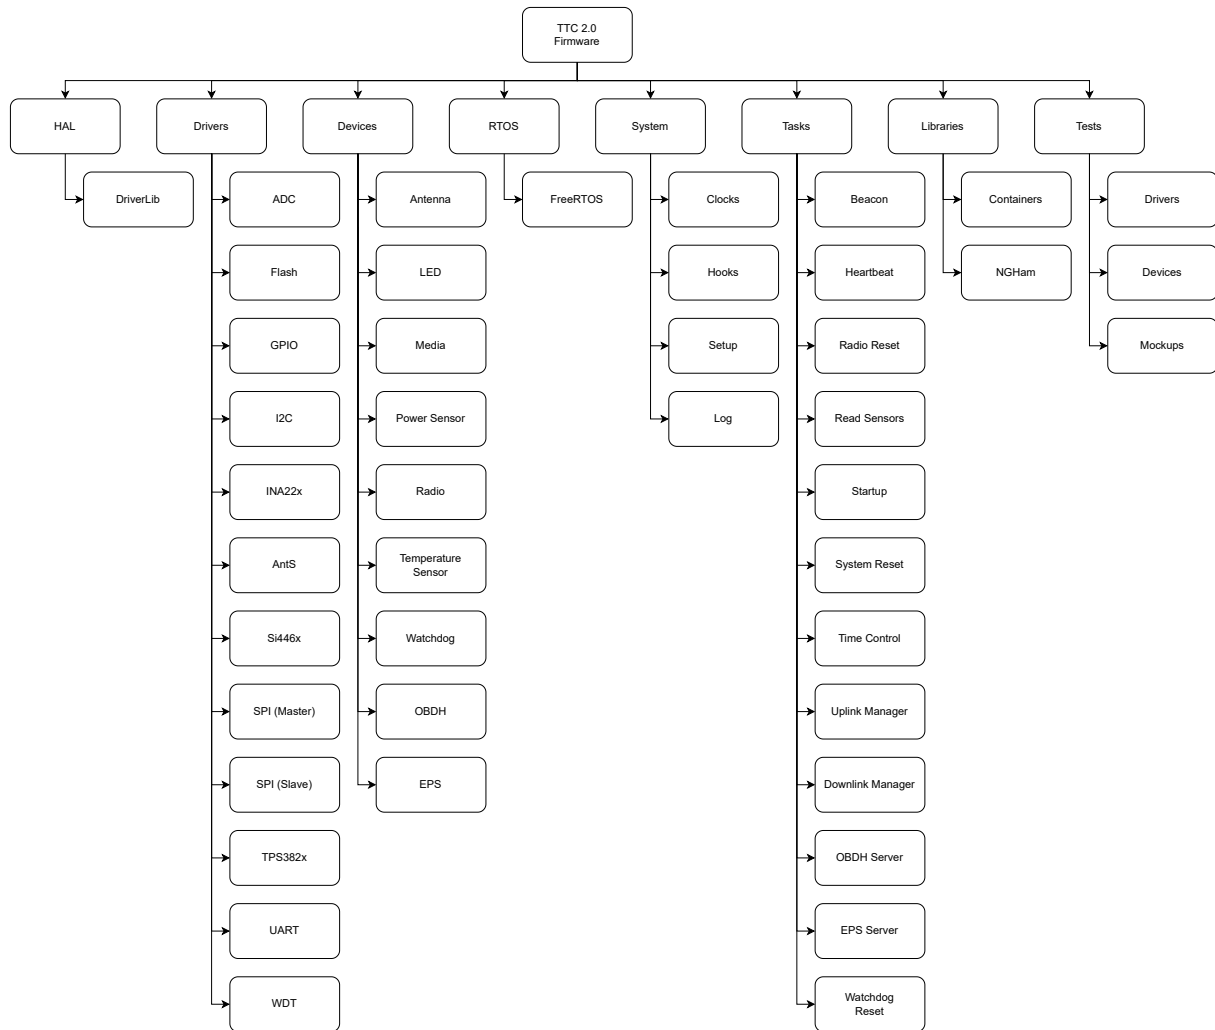 TTC 2.0
Firmware
HAL
Drivers
Devices
RTOS
System
Tasks
Libraries
Tests
DriverLib
ADC
Flash
GPIO
I2C
INA22x
AntS
Si446x
SPI (Master)
SPI (Slave)
TPS382x
UART
WDT
Antenna
LED
Media
Power Sensor
Radio
Temperature
Sensor
Watchdog
OBDH
EPS
FreeRTOS
Clocks
Hooks
Setup
Log
Beacon
Heartbeat
Radio Reset
Read Sensors
Startup
System Reset
Time Control
Uplink Manager
Downlink Manager
OBDH Server
EPS Server
Watchdog
Reset
Containers
NGHam
Drivers
Devices
Mockups